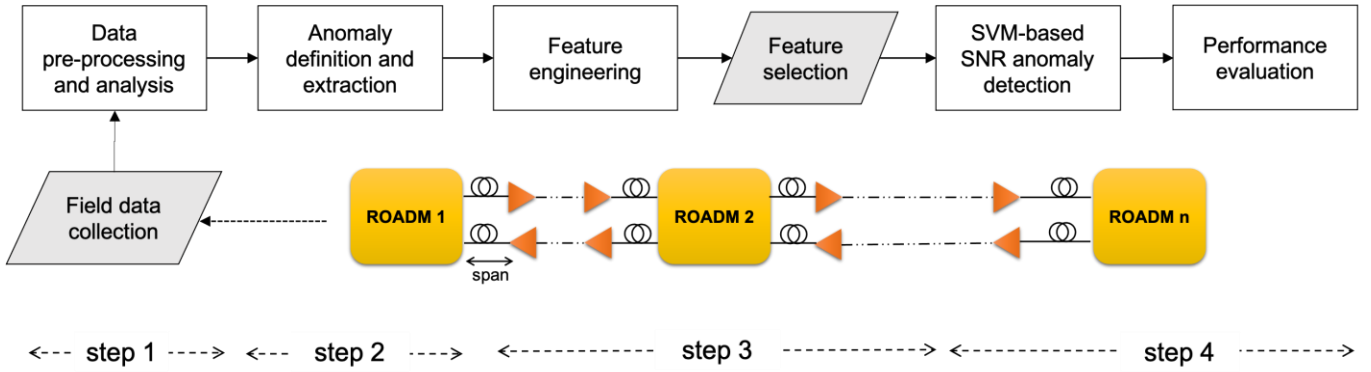 Data
pre-processing
and analysis
Anomaly
definition and
extraction
Feature
engineering
Feature
selection
SVM-based
SNR anomaly
detection
Performance
evaluation
Field data
collection
ROADM 1
ROADM 2
ROADM n
span
step 1
step 2
step 3
step 4